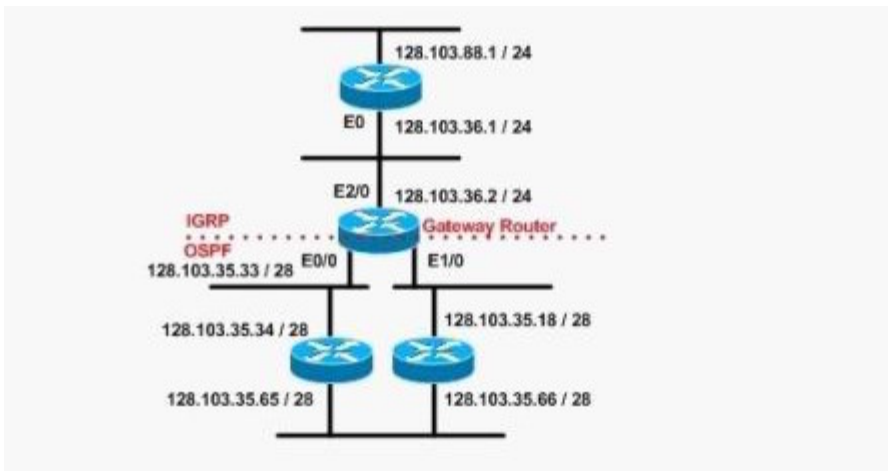 128.103.88.1 / 24
E0
128.103.36.1 / 24
E2/0
128.103.36.2 / 24
IGRP
Gateway Router
OSPF
E0/0
E1/0
128.103.35.33 / 28
128.103.35.34 / 28
128.103.35.18 / 28
128.103.35.65 / 28
128.103.35.66 / 28